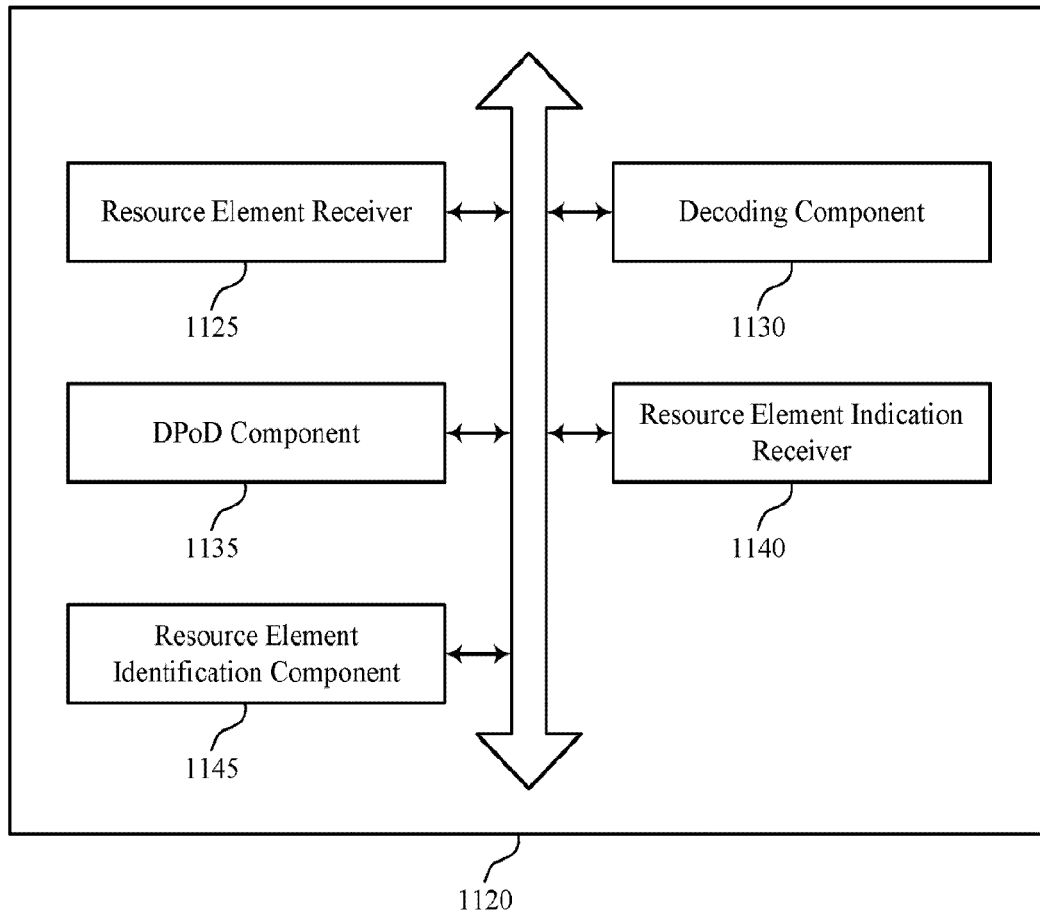 Resource Element Receiver
1125
Decoding Component
1130
DPoD Component
1135
Resource Element Indication
Receiver
1140
Resource Element
Identification Component
1145
1120